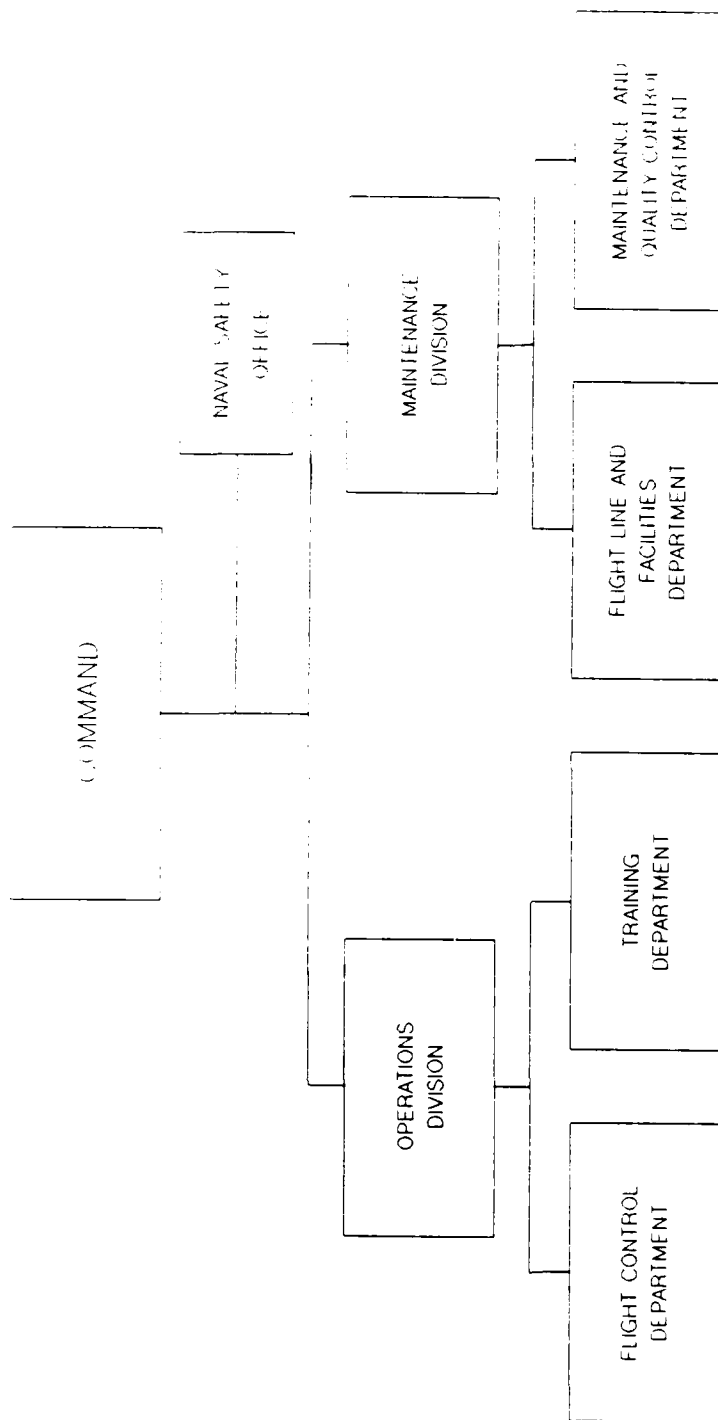 COMMAND
NAVAL SAFETY
OFFICE
OPERATIONS
DIVISION
MAINTENANCE
DIVISION
FLIGHT CONTROL
DEPARTMENT
TRAINING
DEPARTMENT
FLIGHT LINE AND
FACILITIES
DEPARTMENT
MAINTENANCE AND
QUALITY CONTROL
DEPARTMENT